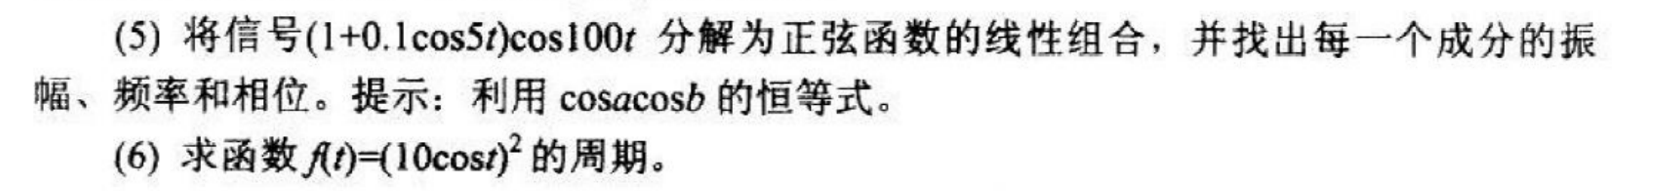 (5) 将信号(1+0.1cos5t)cos100t 分解为正弦函数的线性组合，并找出每一个成分的振
幅、频率和相位。提示：利用 cosacosb 的恒等式。
(6) 求函数 f(t)=(10cost)² 的周期。